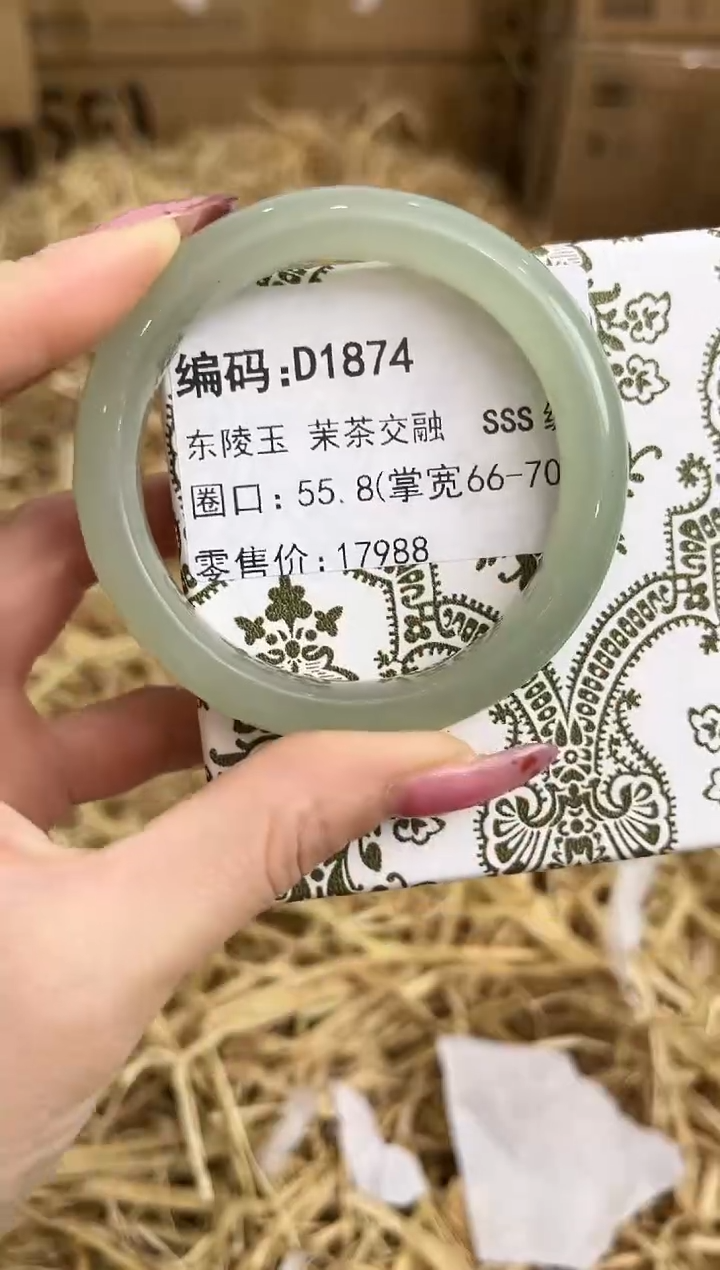 编码:D1874
东陵玉 茉茶交融 SSS
圈口: 55.8(掌宽66-70
零售价:17988